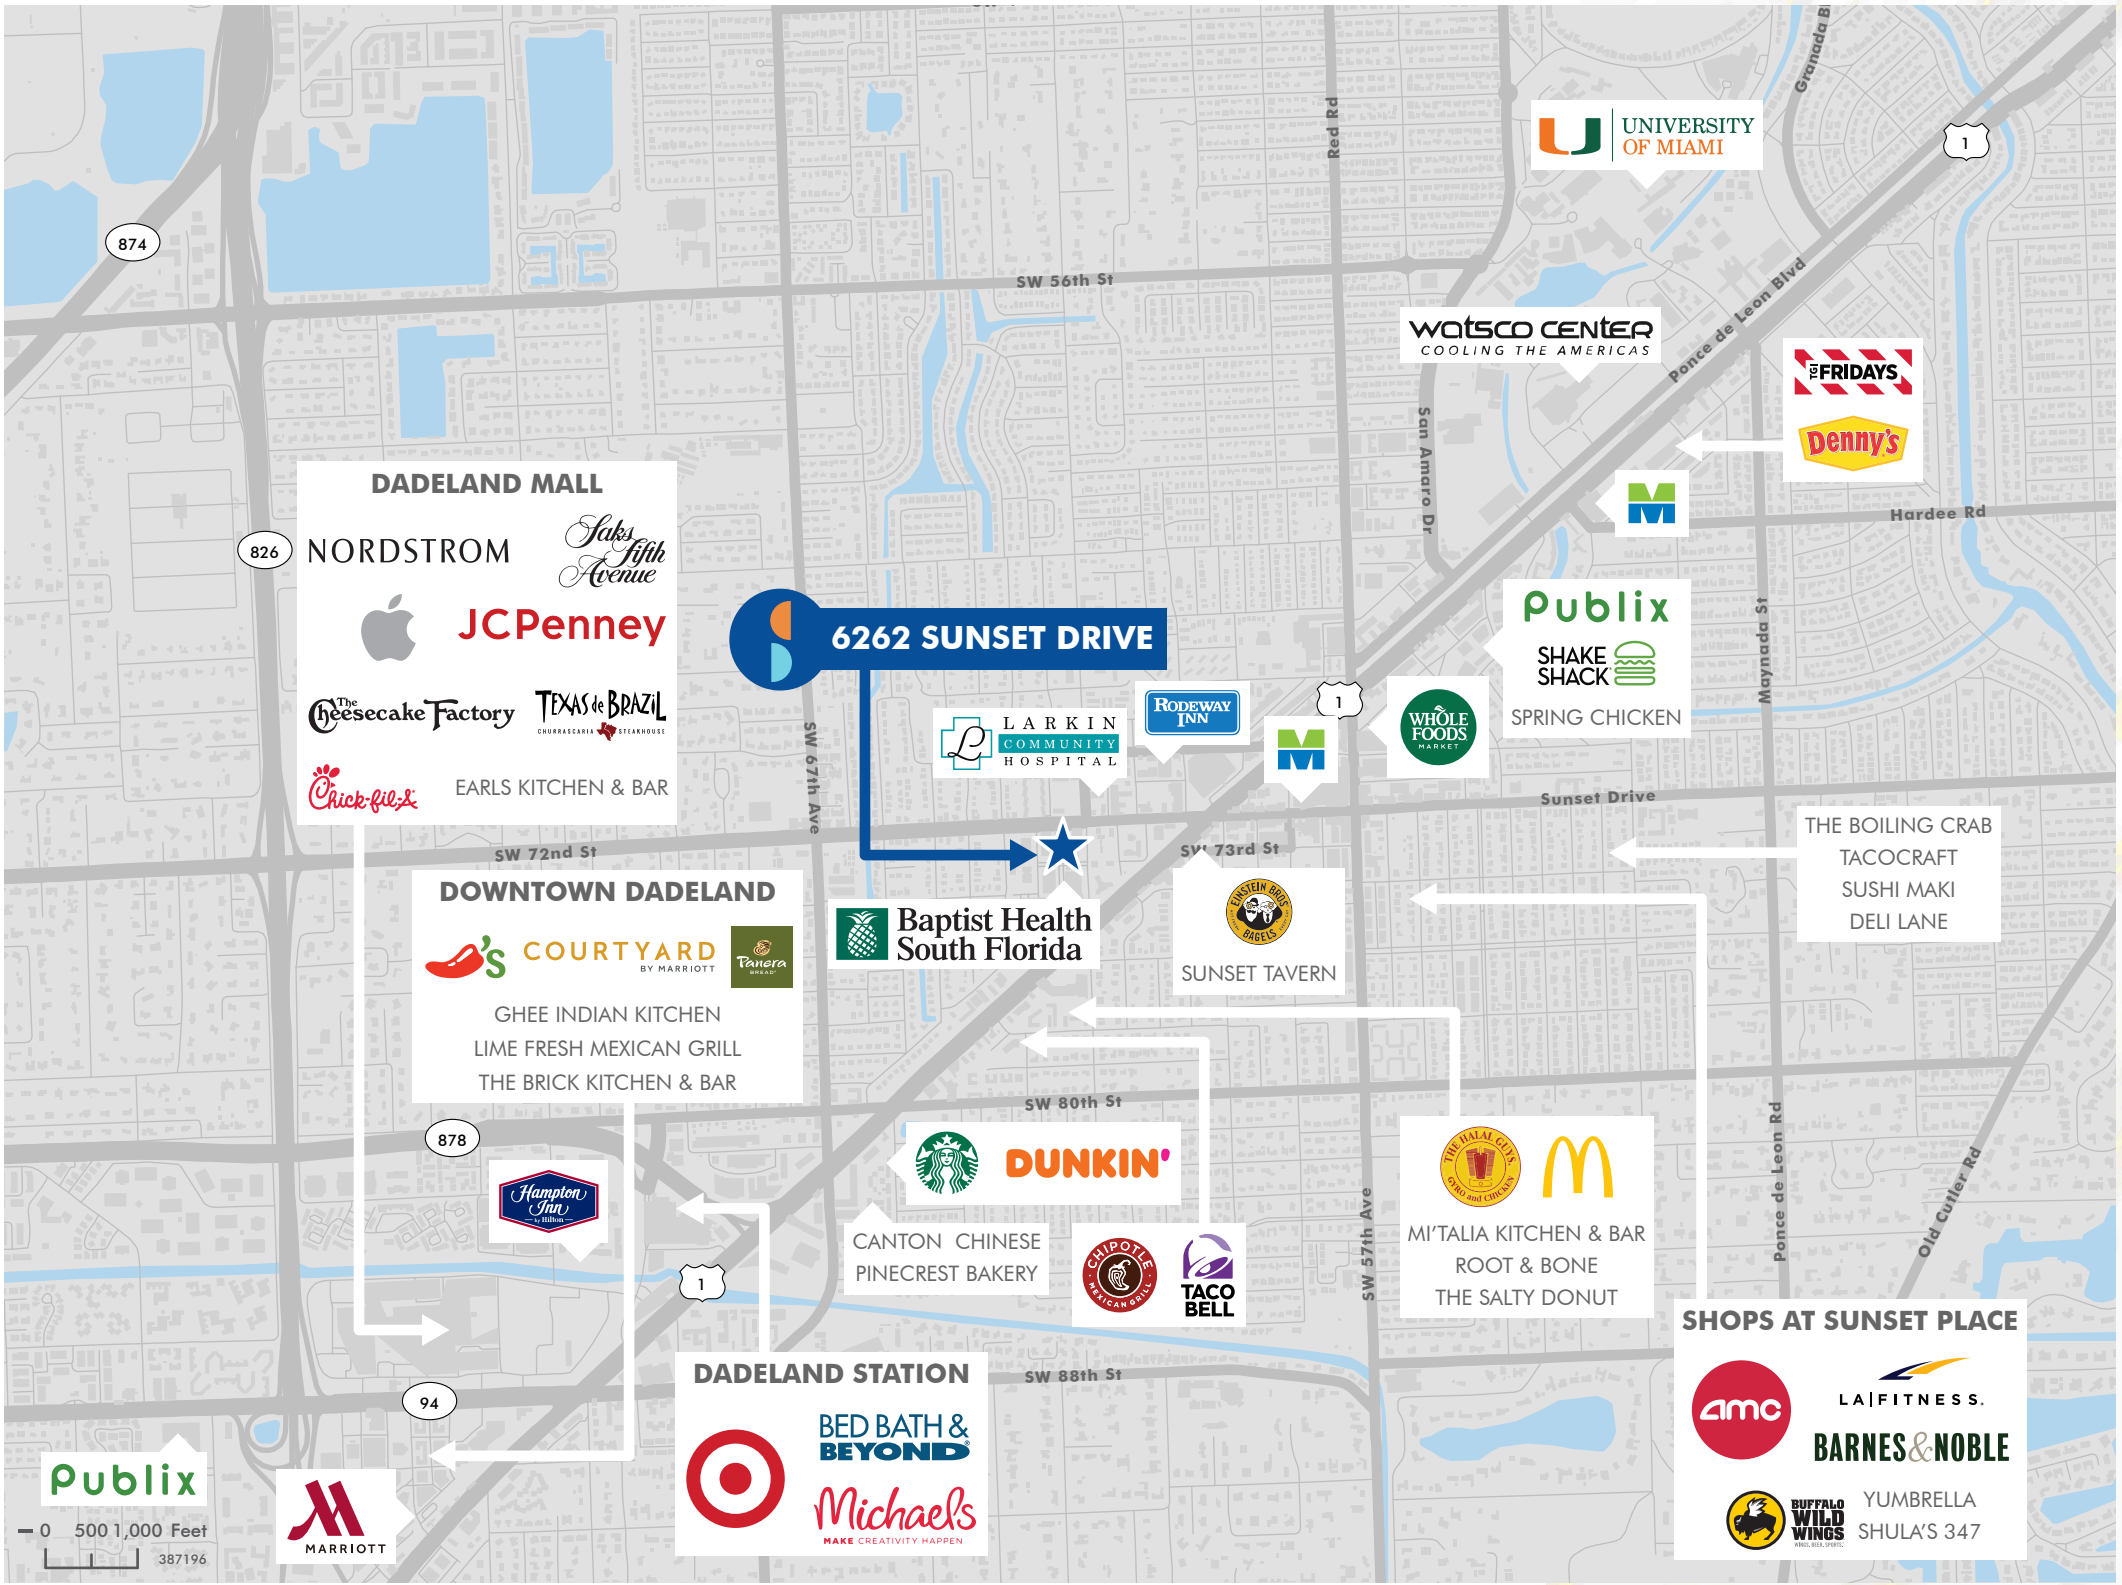 Granada B
Red Rd
UNIVERSITY
OF MIAMI
1
874
SW 56th St
Ponce de Leon Blvd
watsco center
COOLING THE AMERICAS
TGI FRIDAYS
Denny's
San Amaro Dr
M
Hardee Rd
DADELAND MALL
NORDSTROM
Saks
Fifth
Avenue
826
JCPenney
The Cheesecake Factory
TEXAS de BRAZIL
CHURRASCARIA STEAKHOUSE
Chick-fil-A
EARLS KITCHEN & BAR
6262 SUNSET DRIVE
Publix
SHAKE
SHACK
SPRING CHICKEN
Maynada St
1
RODEWAY
INN
LARKIN
COMMUNITY
HOSPITAL
L
M
WHOLE
FOODS
MARKET
SW 67th Ave
Sunset Drive
SW 72nd St
SW 73rd St
THE BOILING CRAB
TACOCRAFT
SUSHI MAKI
DELI LANE
DOWNTOWN DADELAND
's
COURTYARD
BY MARRIOTT
Panera
BREAD
GHEE INDIAN KITCHEN
LIME FRESH MEXICAN GRILL
THE BRICK KITCHEN & BAR
Baptist Health
South Florida
EINSTEIN BROS
BAGELS
SUNSET TAVERN
SW 80th St
878
Hampton
Inn
by Hilton
DUNKIN'
CANTON CHINESE
PINECREST BAKERY
CHIPOTLE
MEXICAN GRILL
TACO
BELL
SW 57th Ave
THE HALAL GUYS
GYRO and CHICKEN
MI'TALIA KITCHEN & BAR
ROOT & BONE
THE SALTY DONUT
Ponce de Leon Rd
Old Cutler Rd
1
SHOPS AT SUNSET PLACE
amc
LA|FITNESS.
BARNES&NOBLE
BUFFALO
WILD
WINGS
WINGS. BEER. SPORTS.
YUMBRELLA
SHULA'S 347
DADELAND STATION
BED BATH &
BEYOND
Michaels
MAKE CREATIVITY HAPPEN
SW 88th St
94
Publix
MARRIOTT
0 500 1,000 Feet
387196